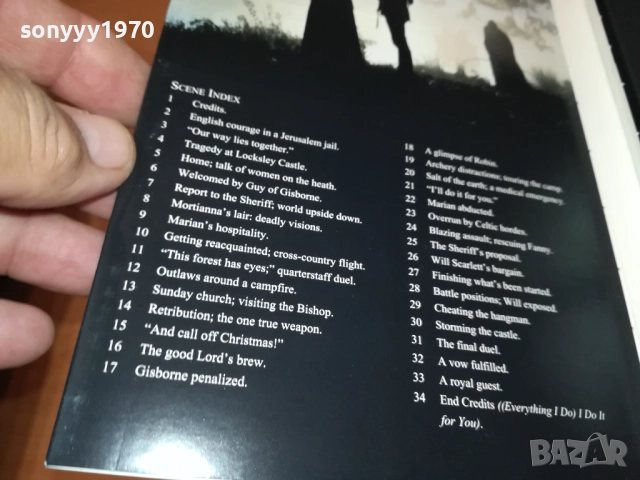 sonyyy1970
SCENE INDEX
1 Credits.
2 English courage in a Jerusalem jail.
3 "Our way lies together."
4 Tragedy at Locksley Castle.
5 Home; talk of women on the heath.
6 Welcomed by Guy of Gisborne.
7 Report to the Sheriff; world upside down.
8 Mortianna's lair: deadly visions.
9 Marian's hospitality.
10 Getting reacquainted; cross-country flight.
11 "This forest has eyes;" quarterstaff duel.
12 Outlaws around a campfire.
13 Sunday church; visiting the Bishop.
14 Retribution; the one true weapon.
15 "And call off Christmas!"
16 The good Lord's brew.
17 Gisborne penalized.
18 A glimpse of Robin.
19 Archery distractions; touring the camp.
20 Salt of the earth; a medical emergency.
21 "I'll do it for you."
22 Marian abducted.
23 Overrun by Celtic hordes.
24 Blazing assault; rescuing Fanny.
25 The Sheriff's proposal.
26 Will Scarlett's bargain.
27 Finishing what's been started.
28 Battle positions; Will exposed.
29 Cheating the hangman.
30 Storming the castle.
31 The final duel.
32 A vow fulfilled.
33 A royal guest.
34 End Credits ((Everything I Do) I Do It
for You).
BAZAR